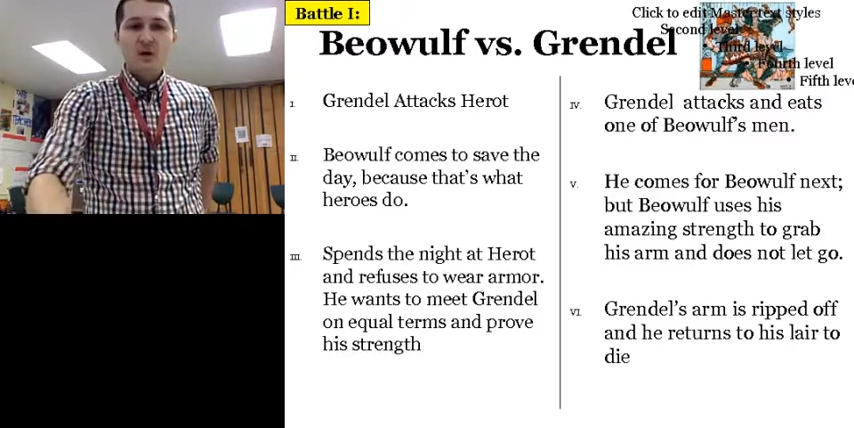 Battle I:
Click to edit Master text styles
Second level
Third level
Fourth level
Fifth leve
Beowulf vs. Grendel
I. Grendel Attacks Herot
II. Beowulf comes to save the
day, because that's what
heroes do.
III. Spends the night at Herot
and refuses to wear armor.
He wants to meet Grendel
on equal terms and prove
his strength
IV. Grendel attacks and eats
one of Beowulf's men.
V. He comes for Beowulf next;
but Beowulf uses his
amazing strength to grab
his arm and does not let go.
VI. Grendel's arm is ripped off
and he returns to his lair to
die